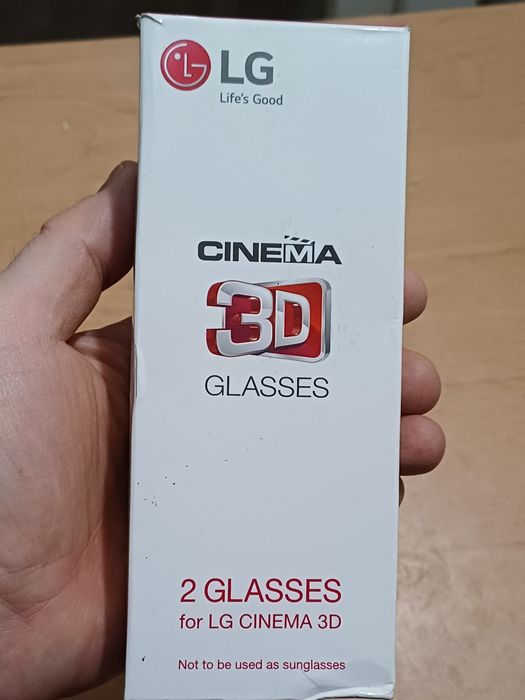 LG
Life's Good
CINEMA
3D
GLASSES
2 GLASSES
for LG CINEMA 3D
Not to be used as sunglasses